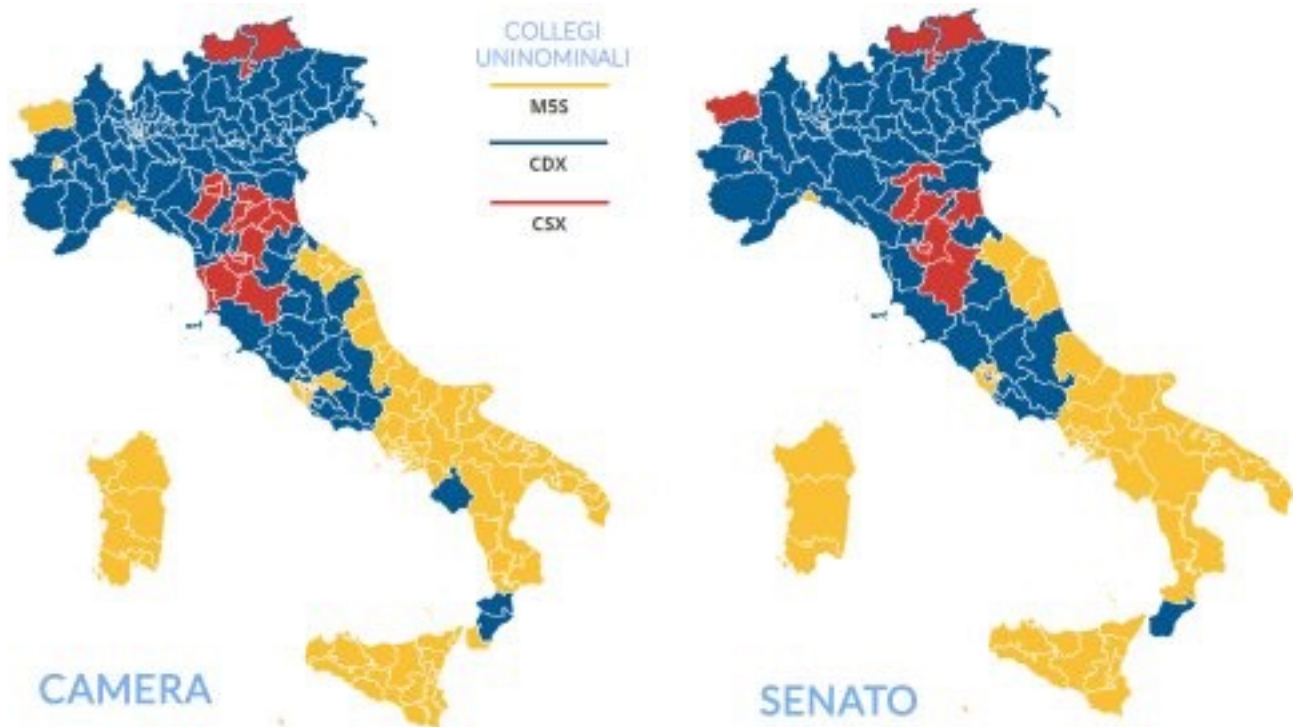 COLLEGI
UNINOMINALI
M5S
CDX
CSX
CAMERA
SENATO